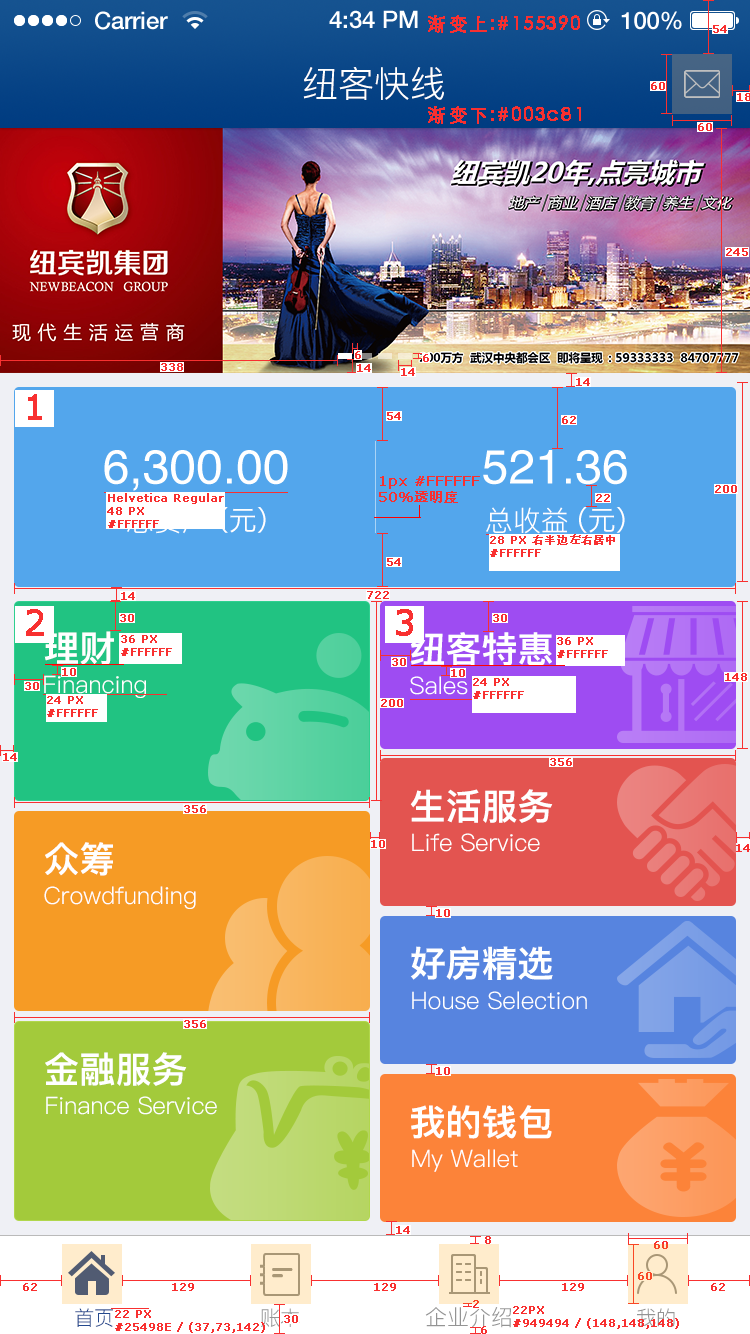 Carrier 4:34 PM 100%
渐变上:#155390
54
纽客快线
60
18
渐变下:#003c81
60
纽宾凯20年,点亮城市
地产/商业/酒店/教育/养生/文化
纽宾凯集团
NEWBEACON GROUP
245
现代生活运营商
6
6
00万方 武汉中央都会区 即将呈现:59333333 84707777
338
14
14
14
1
54
62
6,300.00
521.36
1px #FFFFFF
50%透明度
200
Helvetica Regular
48 PX
#FFFFFF
22
(元)
总收益 (元)
28 PX 右半边左右居中
#FFFFFF
54
14
722
2
30
理财
36 PX
#FFFFFF
10
30
Financing
24 PX
#FFFFFF
3
30
纽客特惠
36 PX
#FFFFFF
30
10
Sales
24 PX
#FFFFFF
148
200
14
356
356
生活服务
Life Service
10
14
众筹
Crowdfunding
10
好房精选
House Selection
356
金融服务
Finance Service
10
我的钱包
My Wallet
14
8
60
62
129
129
129
60
62
首页
22 PX
#25498E / (37,73,142)
30
2
企业介绍
22PX
#949494 / (148,148,148)
6
我的